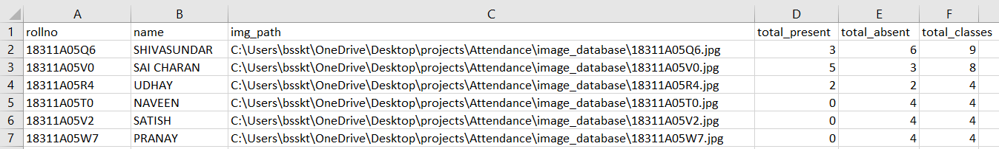 A B C D E F
1 rollno name img_path total_present total_absent total_classes
2 18311A05Q6 SHIVASUNDAR C:\Users\bsskt\OneDrive\Desktop\projects\Attendance\image_database\18311A05Q6.jpg 3 6 9
3 18311A05V0 SAI CHARAN C:\Users\bsskt\OneDrive\Desktop\projects\Attendance\image_database\18311A05V0.jpg 5 3 8
4 18311A05R4 UDHAY C:\Users\bsskt\OneDrive\Desktop\projects\Attendance\image_database\18311A05R4.jpg 2 2 4
5 18311A05T0 NAVEEN C:\Users\bsskt\OneDrive\Desktop\projects\Attendance\image_database\18311A05T0.jpg 0 4 4
6 18311A05V2 SATISH C:\Users\bsskt\OneDrive\Desktop\projects\Attendance\image_database\18311A05V2.jpg 0 4 4
7 18311A05W7 PRANAY C:\Users\bsskt\OneDrive\Desktop\projects\Attendance\image_database\18311A05W7.jpg 0 4 4